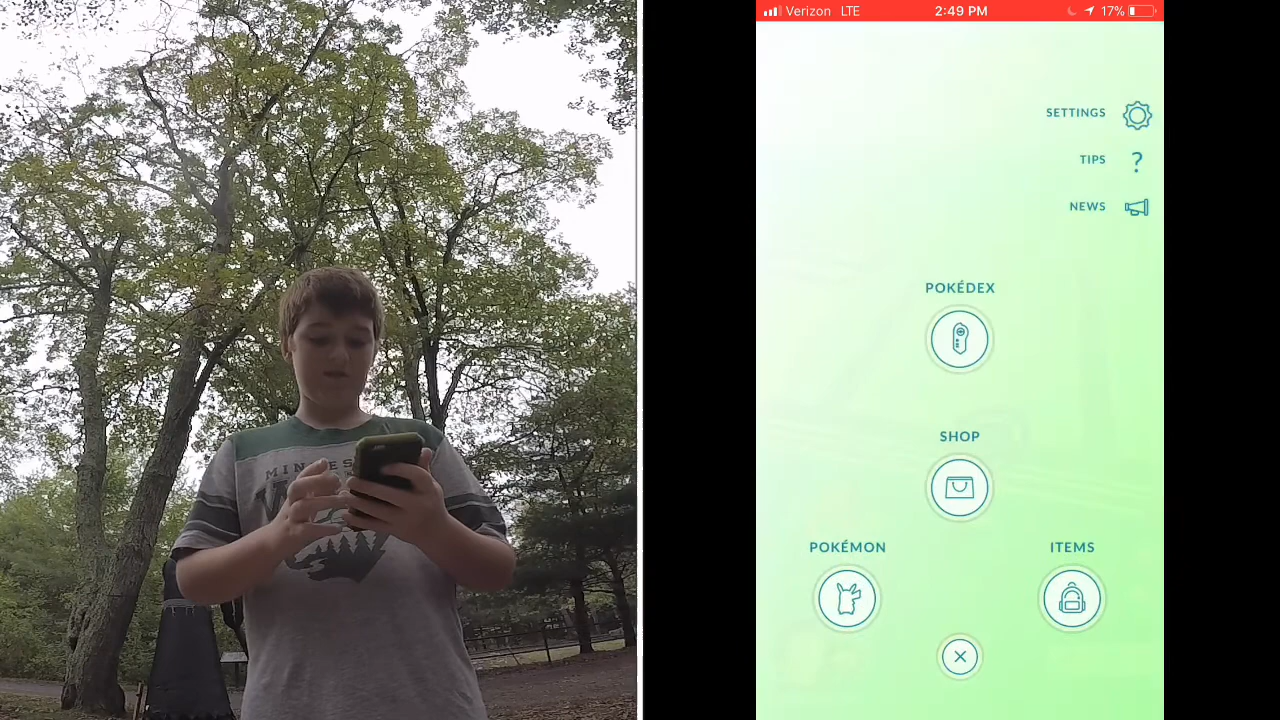 Verizon LTE 2:49 PM 17%
SETTINGS
TIPS
?
NEWS
POKÉDEX
SHOP
POKÉMON
ITEMS